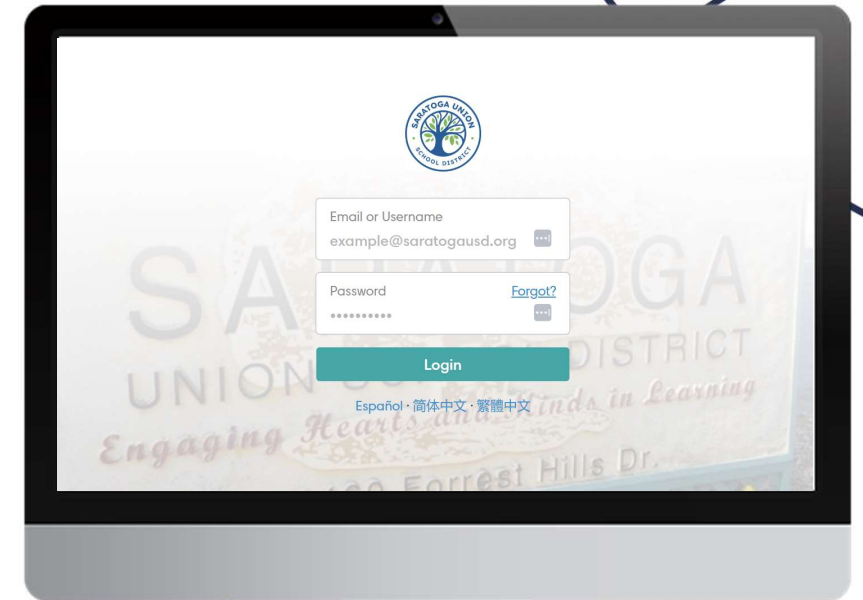 SARATOGA UNION
SCHOOL DISTRICT
Email or Username
example@saratogausd.org
Password Forgot?
Login
Español · 简体中文 · 繁體中文
SARATOGA
UNION SCHOOL DISTRICT
Engaging Hearts and Minds in Learning
Forrest Hills Dr.